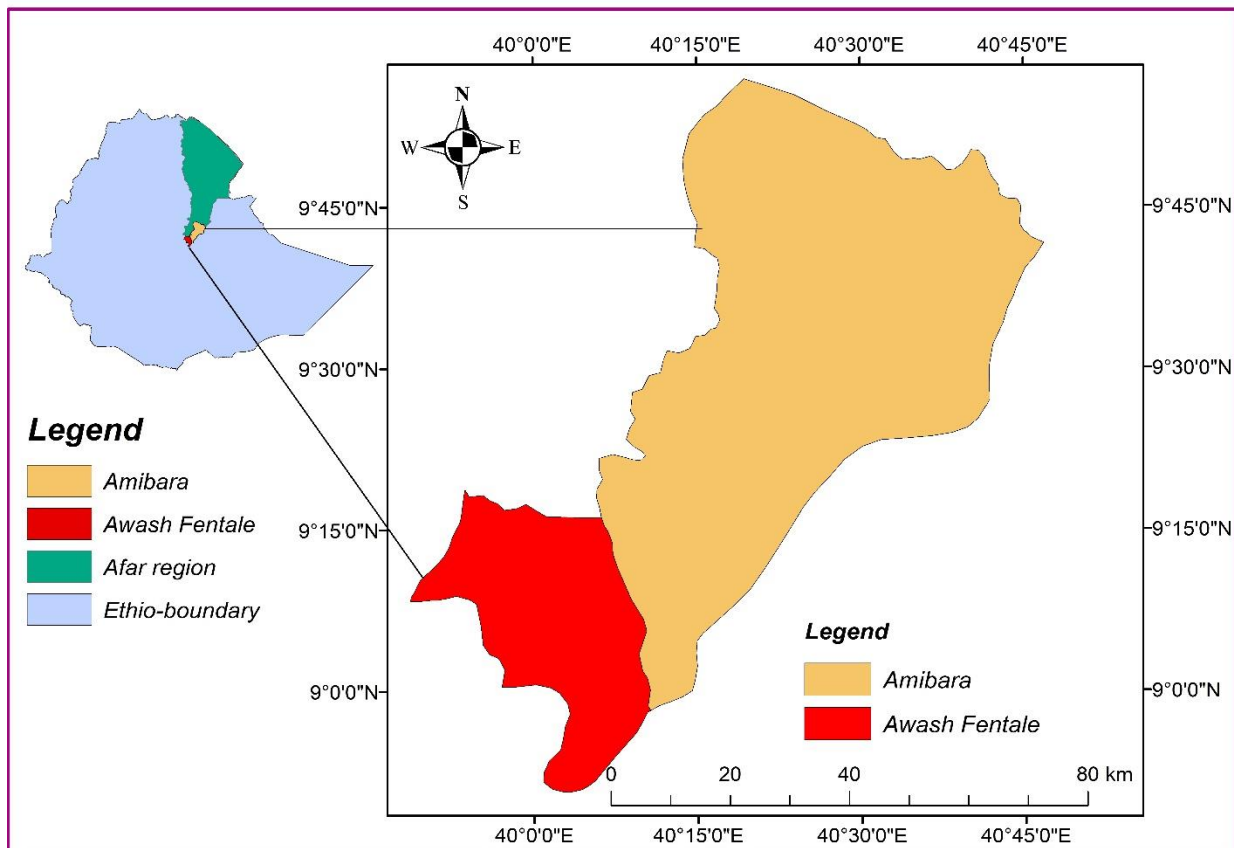 40°0'0"E 40°15'0"E 40°30'0"E 40°45'0"E
N
W E
S
9°45'0"N 9°45'0"N
9°30'0"N 9°30'0"N
9°15'0"N 9°15'0"N
9°0'0"N 9°0'0"N
Legend
Amibara
Awash Fentale
Afar region
Ethio-boundary
Legend
Amibara
Awash Fentale
0 20 40 80 km
40°0'0"E 40°15'0"E 40°30'0"E 40°45'0"E